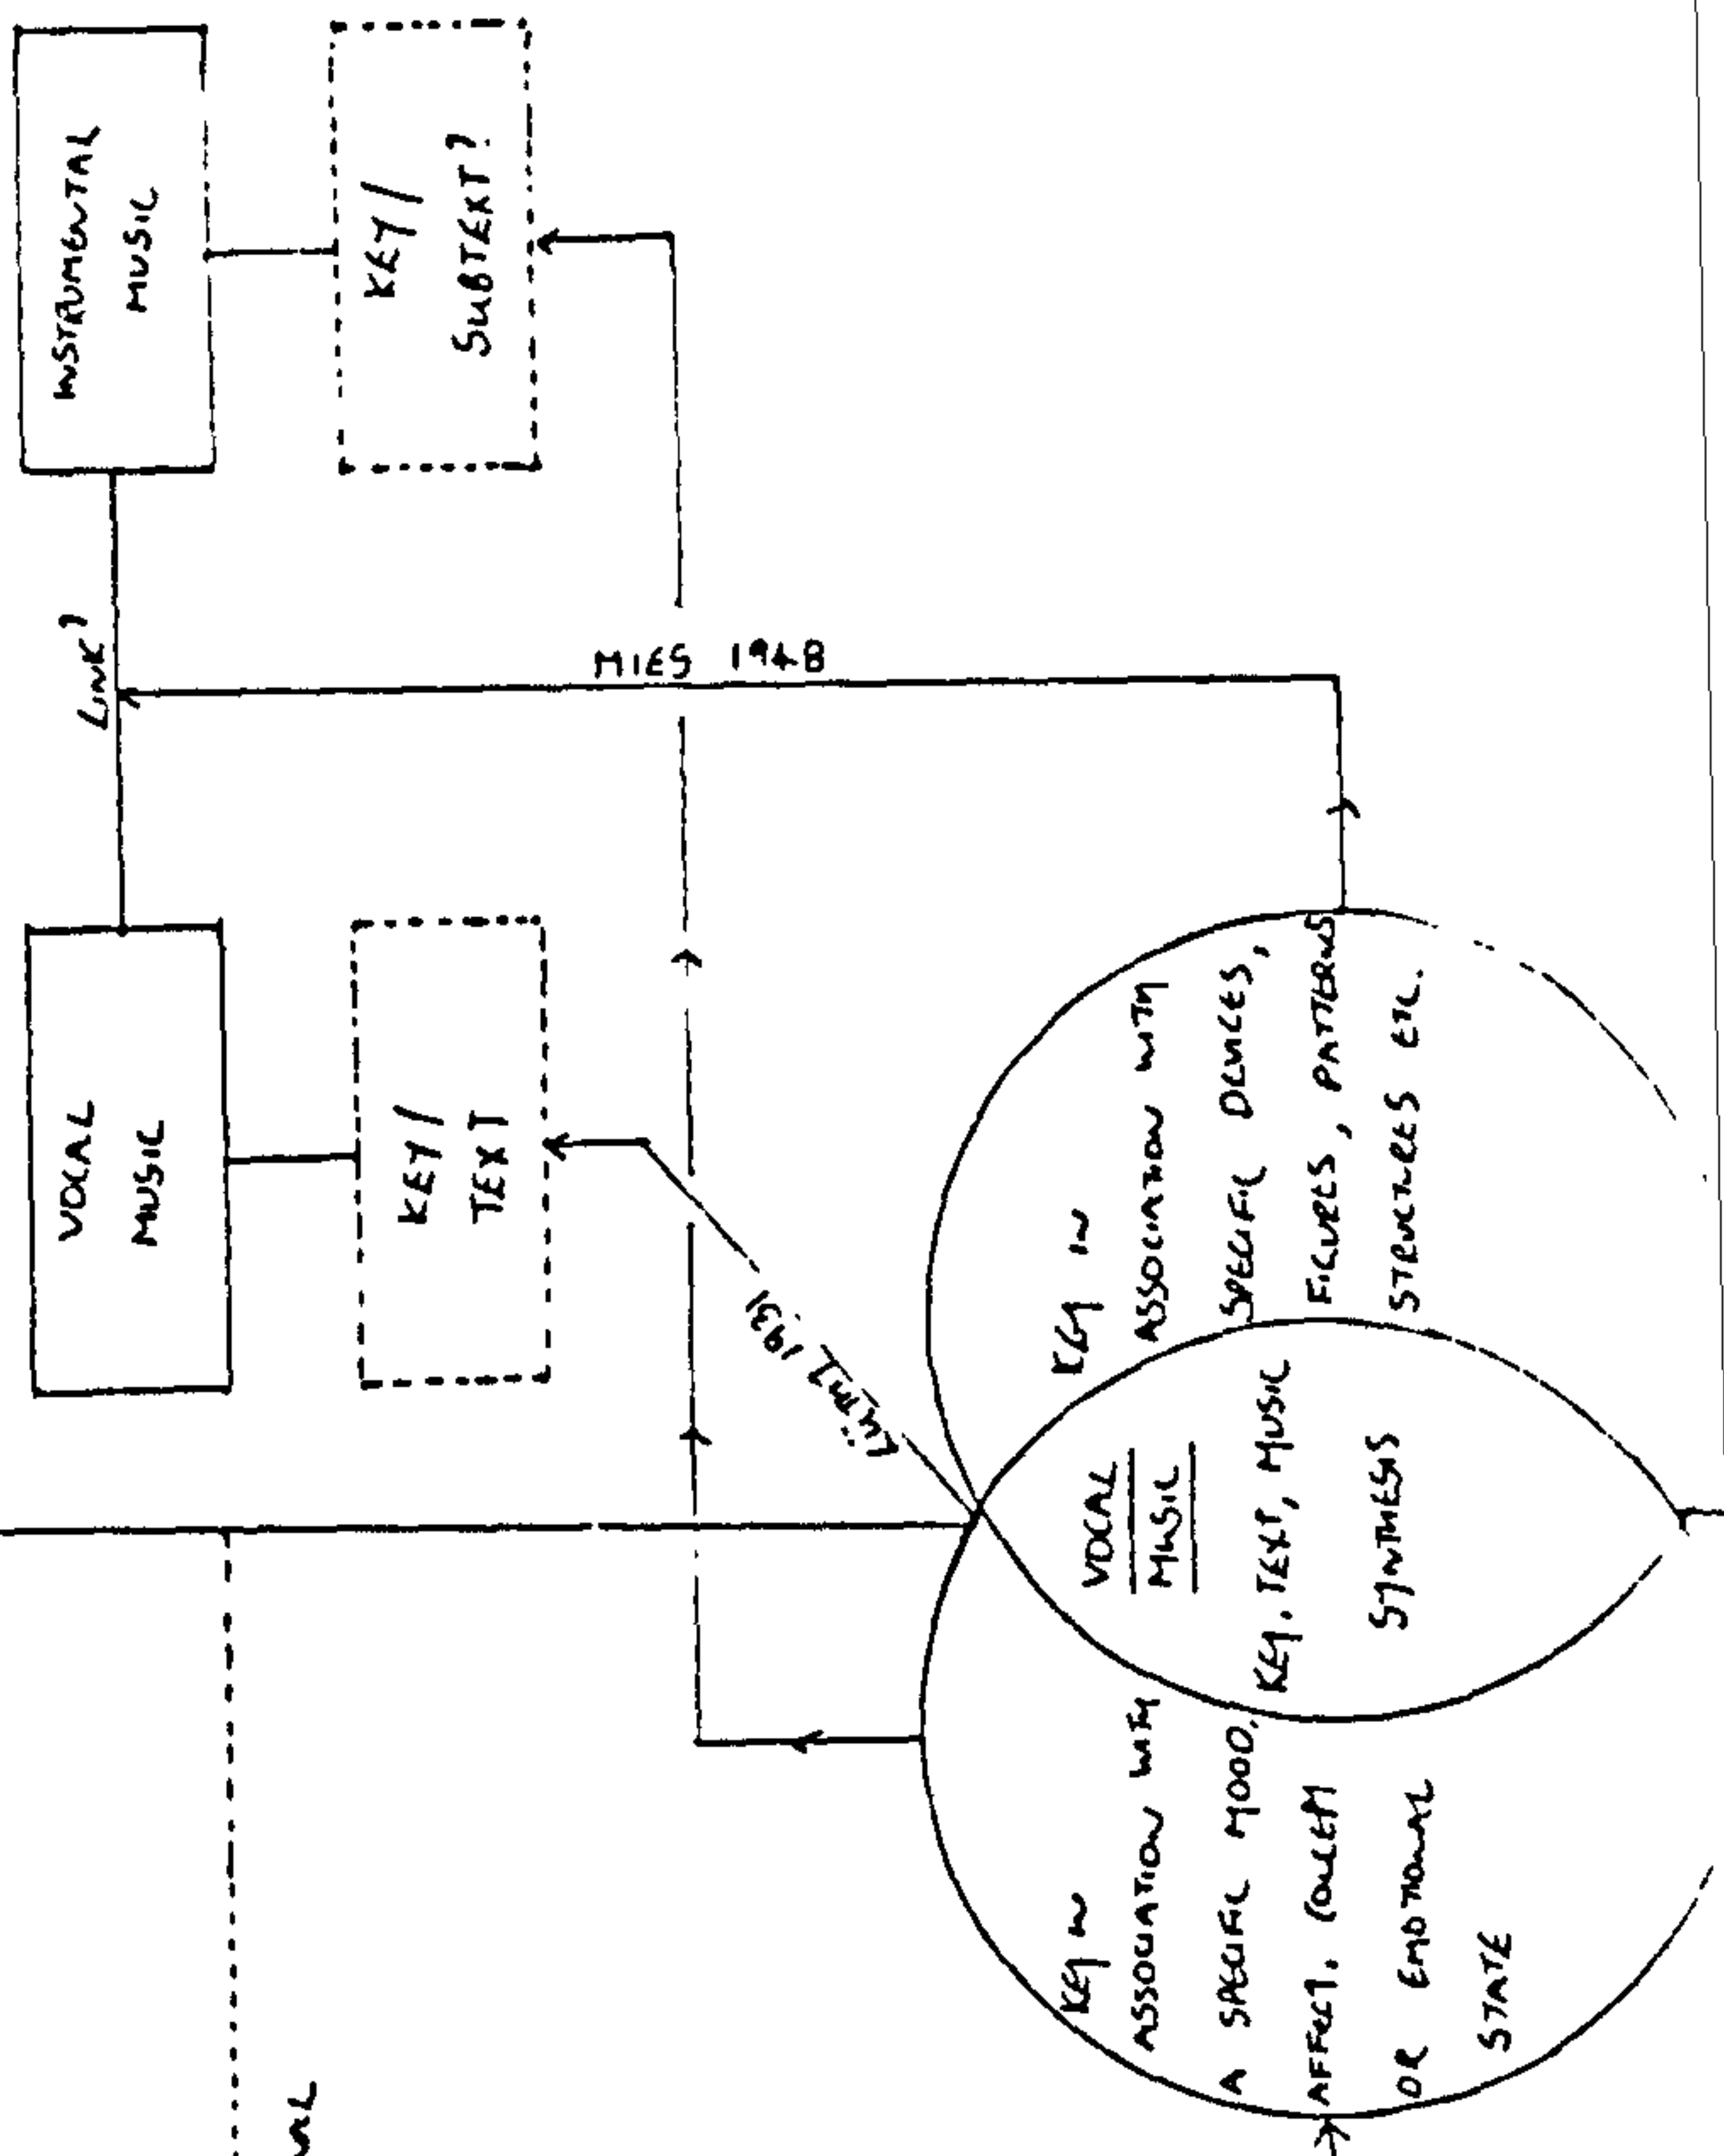 VOCAL
MUSIC
LINK?
INSTRUMENTAL
MUSIC
KEY/
TEXT
KEY/
SUBTEXT?
MIES 1948
LÜTHY 1931
KEY IN
ASSOCIATION WITH
A SPECIFIC MOOD,
AFFECT,
OR EMOTIONAL
STATE
VOCAL
MUSIC
KEY, TEXT, MUSIC
SYNTHESIS
KEY IN
ASSOCIATION WITH
SPECIFIC DEVICES,
FIGURES, PATTERNS
STRUCTURES ETC.